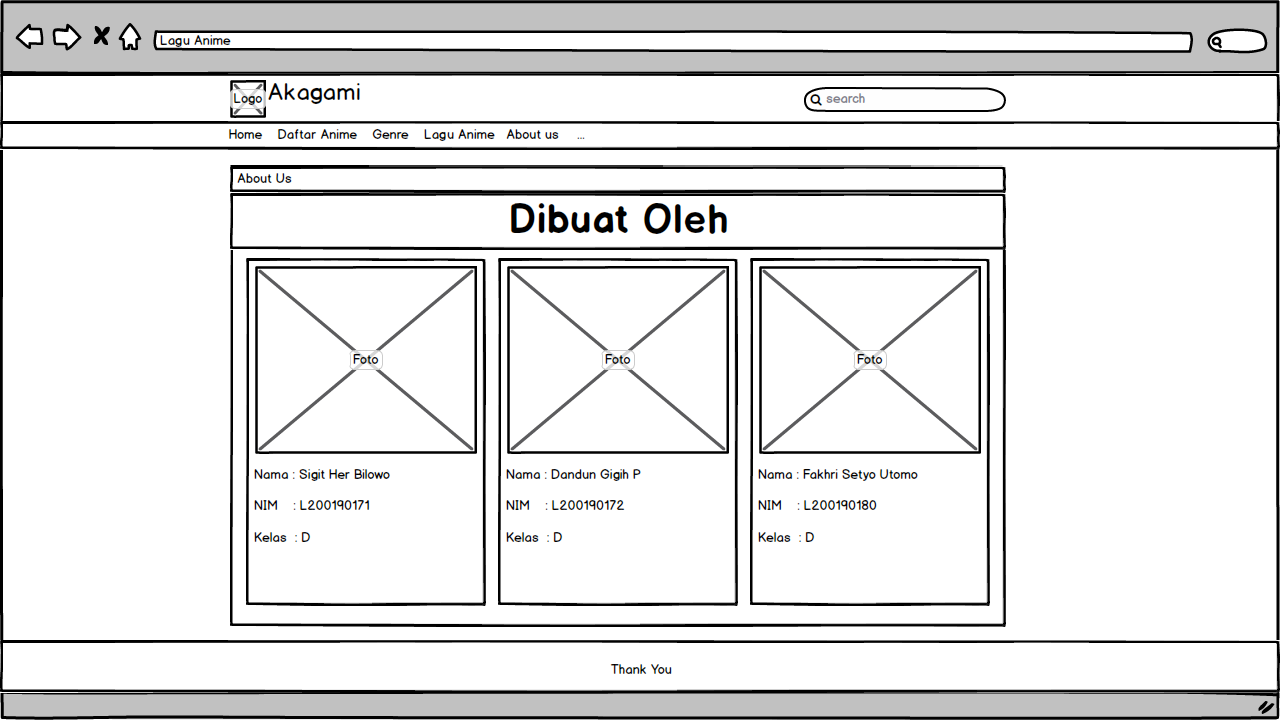 Lagu Anime
Logo
Akagami
search
Home Daftar Anime Genre Lagu Anime About us ...
About Us
Dibuat Oleh
Foto
Nama : Sigit Her Bilowo
NIM : L200190171
Kelas : D
Foto
Nama : Dandun Gigih P
NIM : L200190172
Kelas : D
Foto
Nama : Fakhri Setyo Utomo
NIM : L200190180
Kelas : D
Thank You